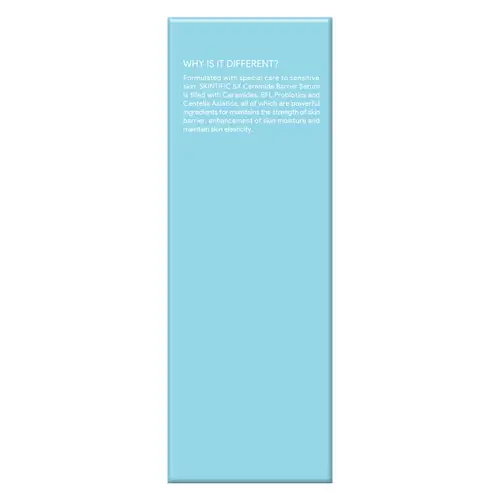 WHY IS IT DIFFERENT?
Formulated with special care to sensitive
skin. SKINTIFIC 5X Ceramide Barrier Serum
is filled with Ceramides, BFL Probiotics and
Centella Asiatica, all of which are powerful
ingredients for maintains the strength of skin
barrier, enhancement of skin moisture and
maintain skin elasticity.